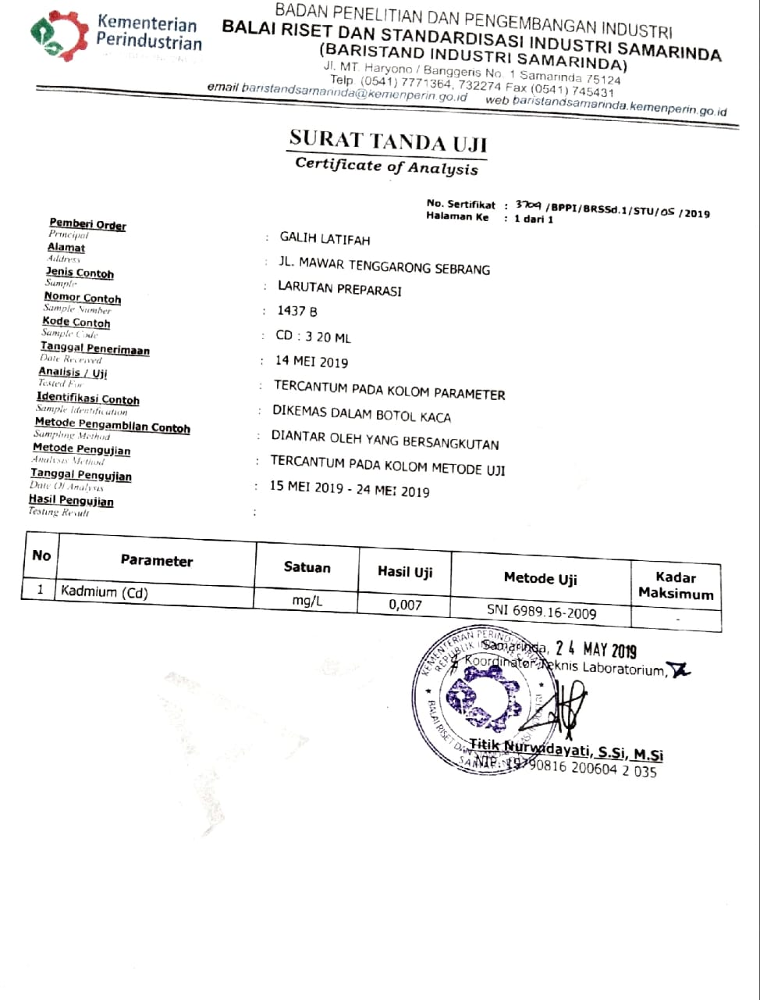 Kementerian
Perindustrian
BADAN PENELITIAN DAN PENGEMBANGAN INDUSTRI
BALAI RISET DAN STANDARDISASI INDUSTRI SAMARINDA
(BARISTAND INDUSTRI SAMARINDA)
Jl. MT. Haryono / Banggeris No. 1 Samarinda 75124
Telp. (0541) 7771364, 732274 Fax (0541) 745431
email baristandsamarinda@kemenperin.go.id web baristandsamarinda.kemenperin.go.id
SURAT TANDA UJI
Certificate of Analysis
No. Sertifikat : 3709/BPPI/BRSSd.1/STU/05/2019
Halaman Ke : 1 dari 1
Pemberi Order : GALIH LATIFAH
Principal
Alamat : JL. MAWAR TENGGARONG SEBRANG
Address
Jenis Contoh : LARUTAN PREPARASI
Sample
Nomor Contoh : 1437 B
Sample Number
Kode Contoh : CD : 3 20 ML
Sample Code
Tanggal Penerimaan : 14 MEI 2019
Date Received
Analisis / Uji : TERCANTUM PADA KOLOM PARAMETER
Tested For
Identifikasi Contoh : DIKEMAS DALAM BOTOL KACA
Sample Identification
Metode Pengambilan Contoh : DIANTAR OLEH YANG BERSANGKUTAN
Sampling Method
Metode Pengujian : TERCANTUM PADA KOLOM METODE UJI
Analysis Method
Tanggal Pengujian : 15 MEI 2019 - 24 MEI 2019
Date Of Analysis
Hasil Pengujian :
Testing Result
No Parameter Satuan Hasil Uji Metode Uji Kadar Maksimum
1 Kadmium (Cd) mg/L 0,007 SNI 6989.16-2009 -
Samarinda, 24 MAY 2019
Koordinator Teknis Laboratorium,
KEMENTERIAN PERINDUSTRIAN
REPUBLIK INDONESIA
BALAI RISET DAN
SAMARINDA
Titik Nurwidayati, S.Si, M.Si
NIP. 19790816 200604 2 035